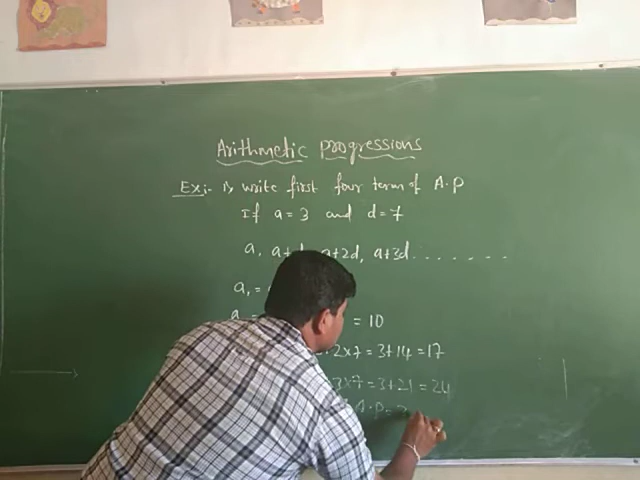 Arithmetic progressions
Ex:- 1) write first four term of A.P
If a = 3 and d = 7
a, a+2d, a+3d.......
a₁ =
a = 10
2×7 = 3+14 = 17
3×7 = 3+21 = 24
A.P =